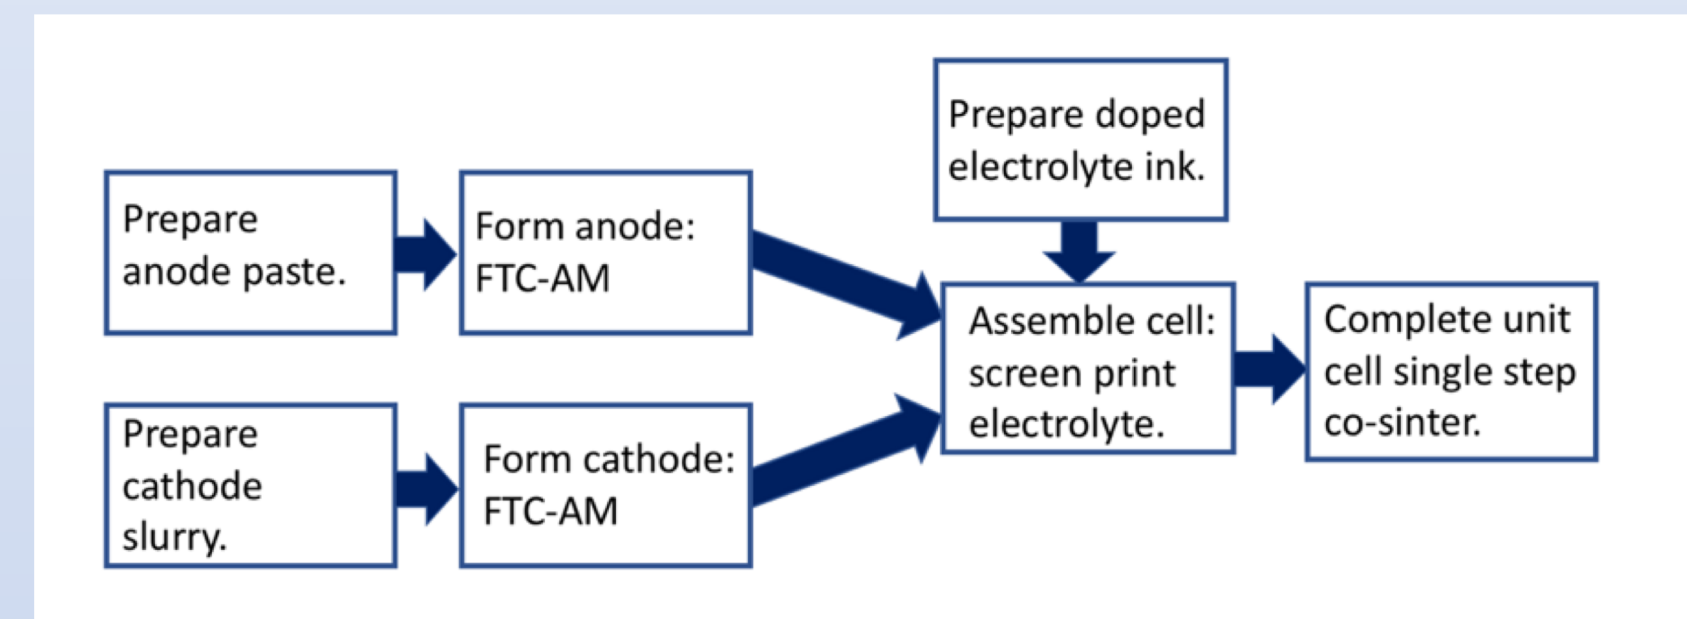 Prepare
anode paste.
Form anode:
FTC-AM
Prepare
cathode
slurry.
Form cathode:
FTC-AM
Prepare doped
electrolyte ink.
Assemble cell:
screen print
electrolyte.
Complete unit
cell single step
co-sinter.